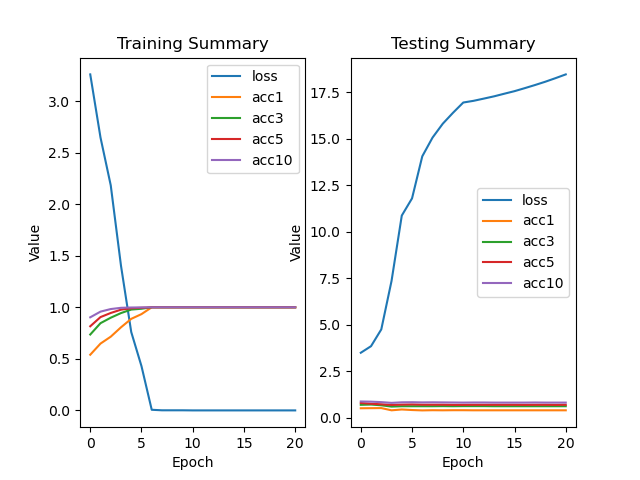 Training Summary
Value
3.0
2.5
2.0
1.5
1.0
0.5
0.0
loss
acc1
acc3
acc5
acc10
0
5
10
15
20
Epoch
Testing Summary
Value
17.5
15.0
12.5
10.0
7.5
5.0
2.5
0.0
loss
acc1
acc3
acc5
acc10
0
5
10
15
20
Epoch